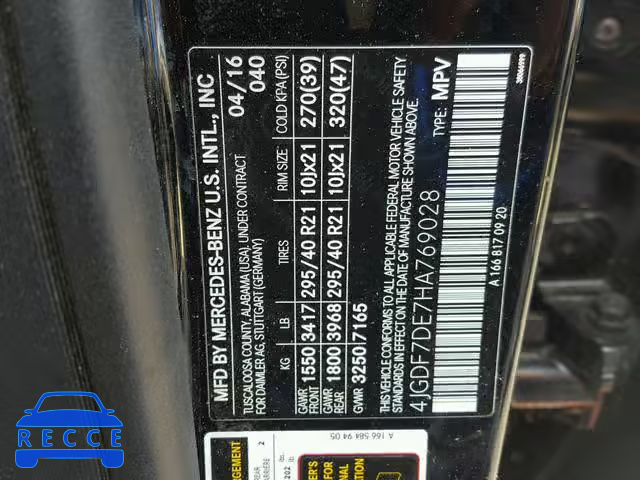 MFD BY MERCEDES-BENZ U.S. INTL., INC
TUSCALOOSA COUNTY, ALABAMA (USA), UNDER CONTRACT
FOR DAIMLER AG, STUTTGART (GERMANY)
04/16
040
KG LB TIRES RIM SIZE COLD KPA(PSI)
GAWR FRONT 1550 3417 295/40 R21 10Jx21 270(39)
GAWR REAR 1800 3968 295/40 R21 10Jx21 320(47)
GVWR 3250 7165
THIS VEHICLE CONFORMS TO ALL APPLICABLE FEDERAL MOTOR VEHICLE SAFETY
STANDARDS IN EFFECT ON THE DATE OF MANUFACTURE SHOWN ABOVE.
4JGDF7DE7HA769028 TYPE: MPV
A 166 817 09 20
A 166 584 94 05
2
202